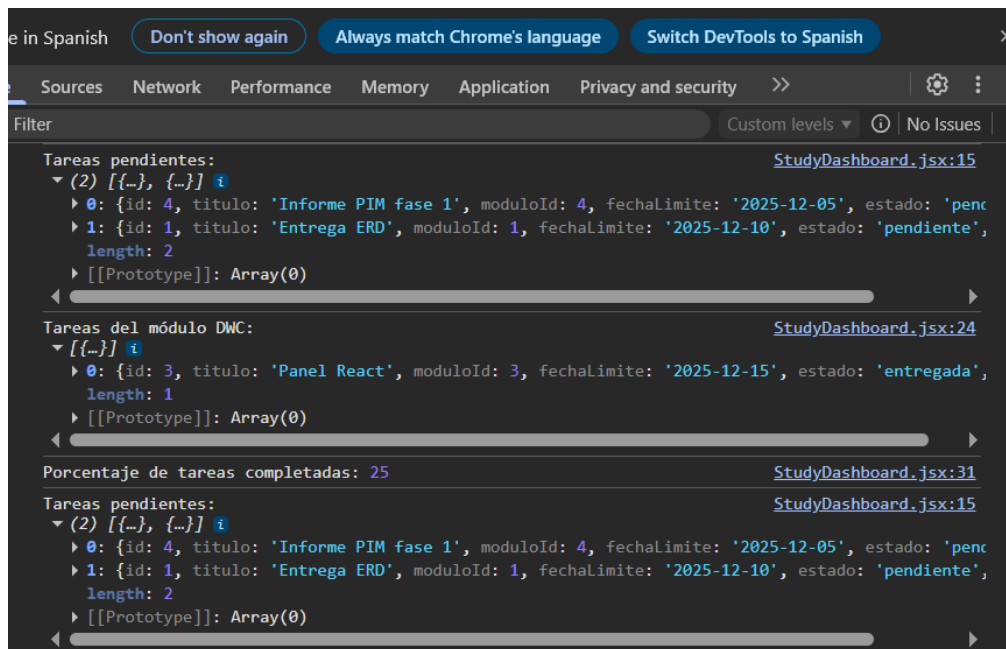 e in Spanish Don't show again Always match Chrome's language Switch DevTools to Spanish
Sources Network Performance Memory Application Privacy and security
Filter Custom levels ▼ No Issues
Tareas pendientes: StudyDashboard.jsx:15
▼ (2) [{…}, {…}] i
▶ 0: {id: 4, titulo: 'Informe PIM fase 1', moduloId: 4, fechaLimite: '2025-12-05', estado: 'pend
▶ 1: {id: 1, titulo: 'Entrega ERD', moduloId: 1, fechaLimite: '2025-12-10', estado: 'pendiente',
length: 2
▶ [[Prototype]]: Array(0)
Tareas del módulo DWC: StudyDashboard.jsx:24
▼ [{…}] i
▶ 0: {id: 3, titulo: 'Panel React', moduloId: 3, fechaLimite: '2025-12-15', estado: 'entregada',
length: 1
▶ [[Prototype]]: Array(0)
Porcentaje de tareas completadas: 25 StudyDashboard.jsx:31
Tareas pendientes: StudyDashboard.jsx:15
▼ (2) [{…}, {…}] i
▶ 0: {id: 4, titulo: 'Informe PIM fase 1', moduloId: 4, fechaLimite: '2025-12-05', estado: 'pend
▶ 1: {id: 1, titulo: 'Entrega ERD', moduloId: 1, fechaLimite: '2025-12-10', estado: 'pendiente',
length: 2
▶ [[Prototype]]: Array(0)